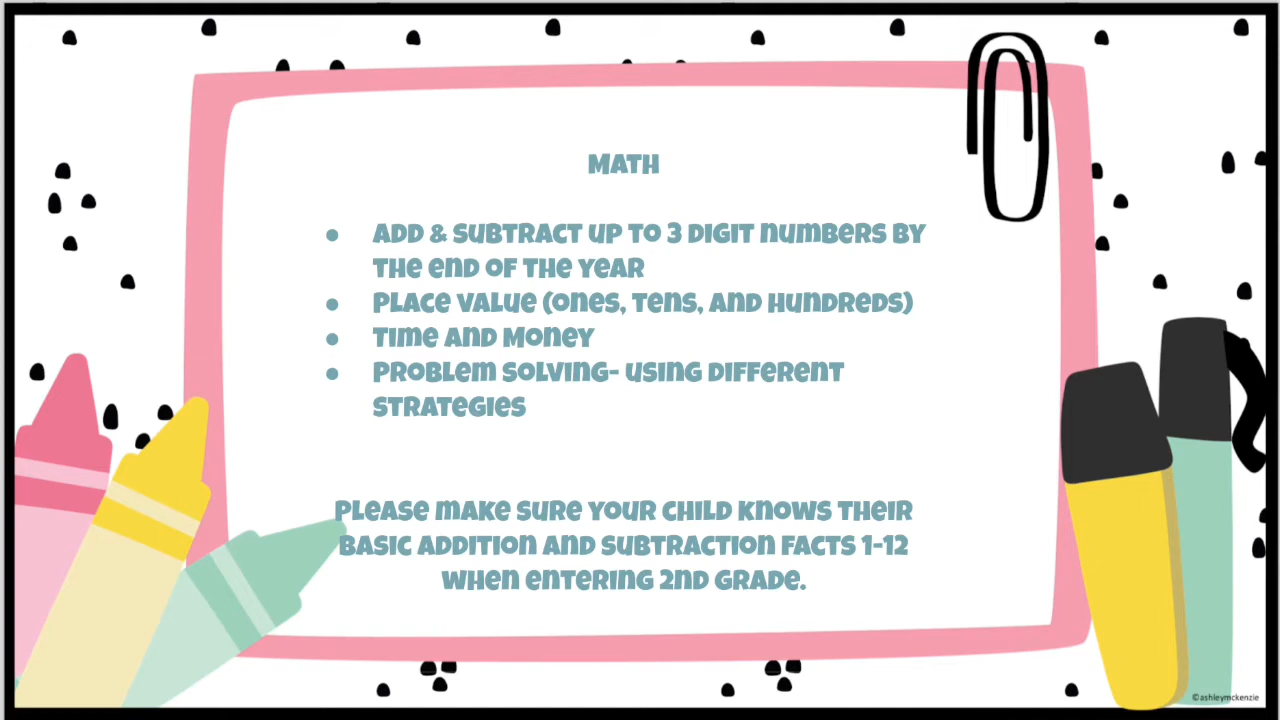 MATH
● ADD & SUBTRACT UP TO 3 DIGIT NUMBERS BY
THE END OF THE YEAR
● PLACE VALUE (ONES, TENS, AND HUNDREDS)
● TIME AND MONEY
● PROBLEM SOLVING- USING DIFFERENT
STRATEGIES
PLEASE MAKE SURE YOUR CHILD KNOWS THEIR
BASIC ADDITION AND SUBTRACTION FACTS 1-12
WHEN ENTERING 2ND GRADE.
©ashleymckenzie